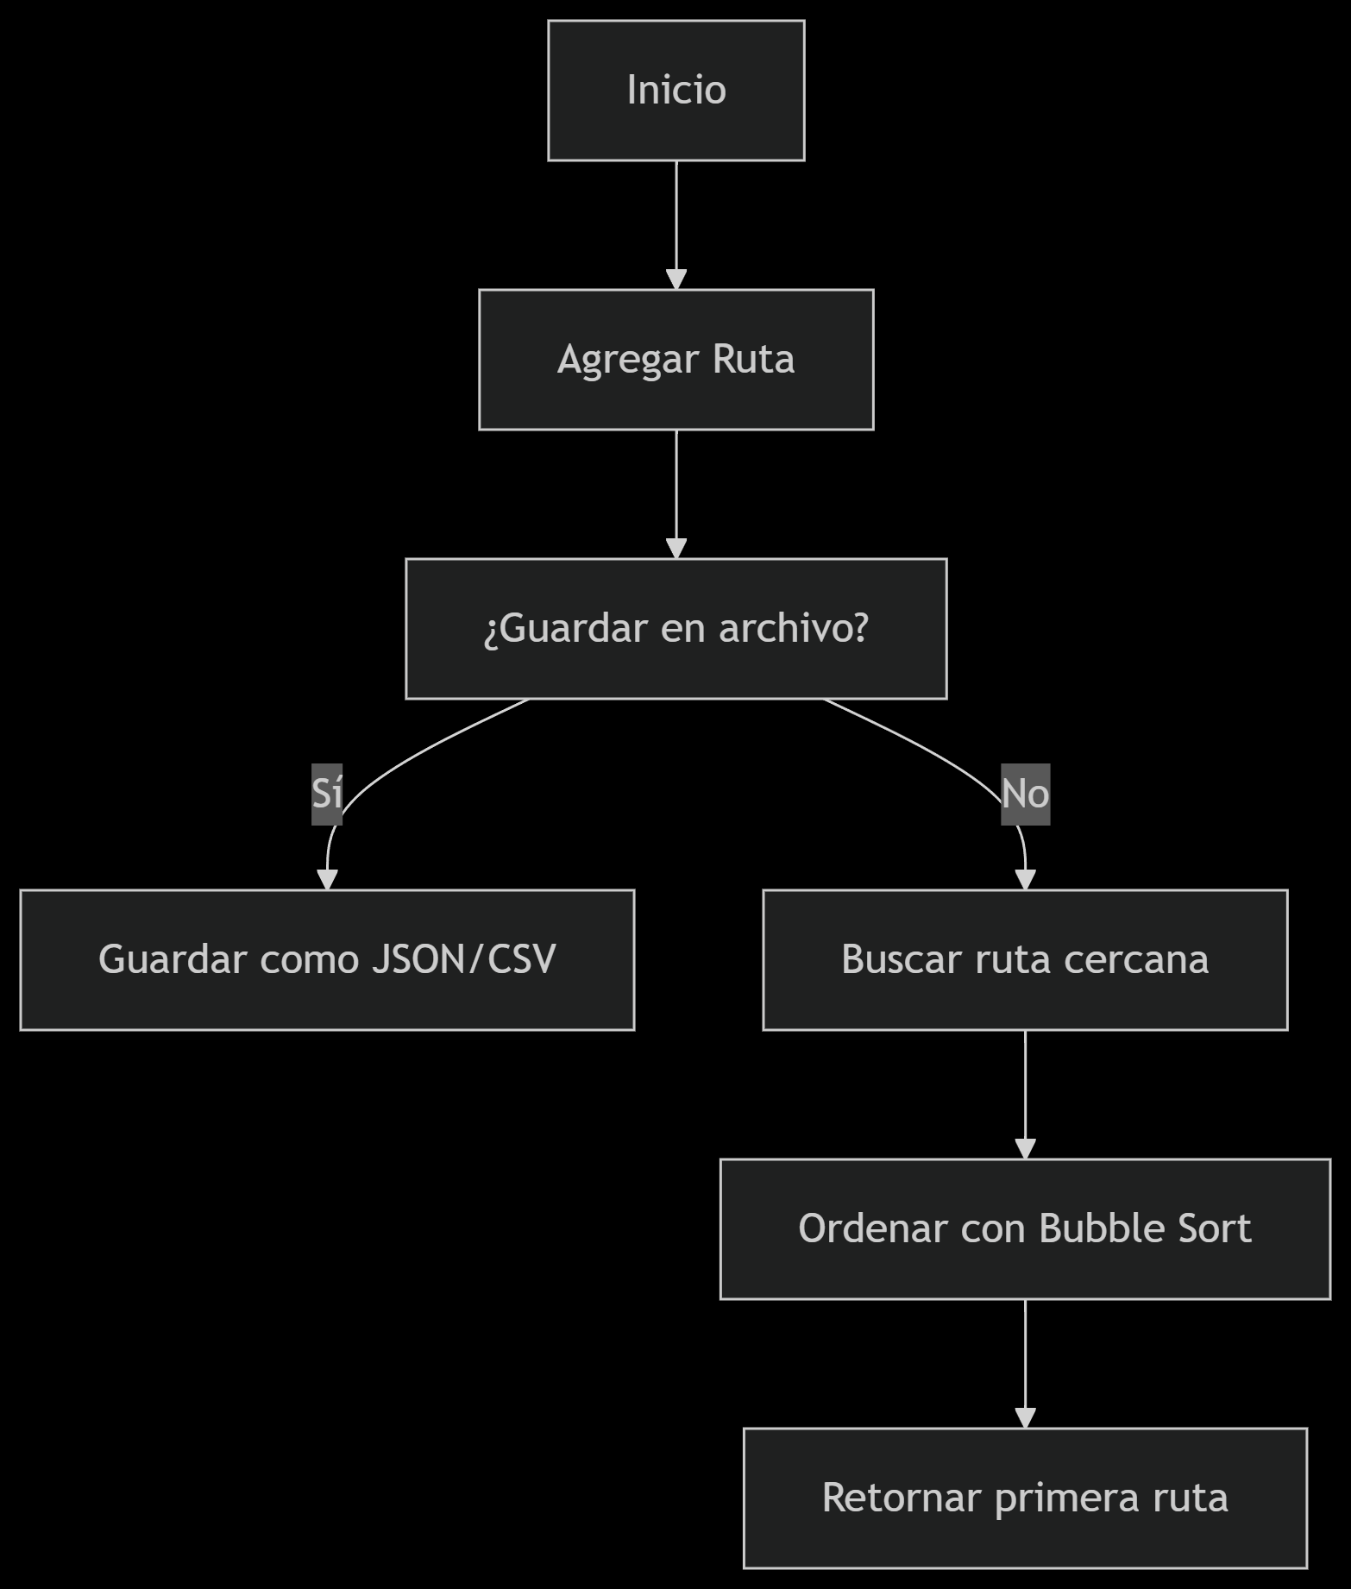 Inicio
Agregar Ruta
¿Guardar en archivo?
Sí
No
Guardar como JSON/CSV
Buscar ruta cercana
Ordenar con Bubble Sort
Retornar primera ruta